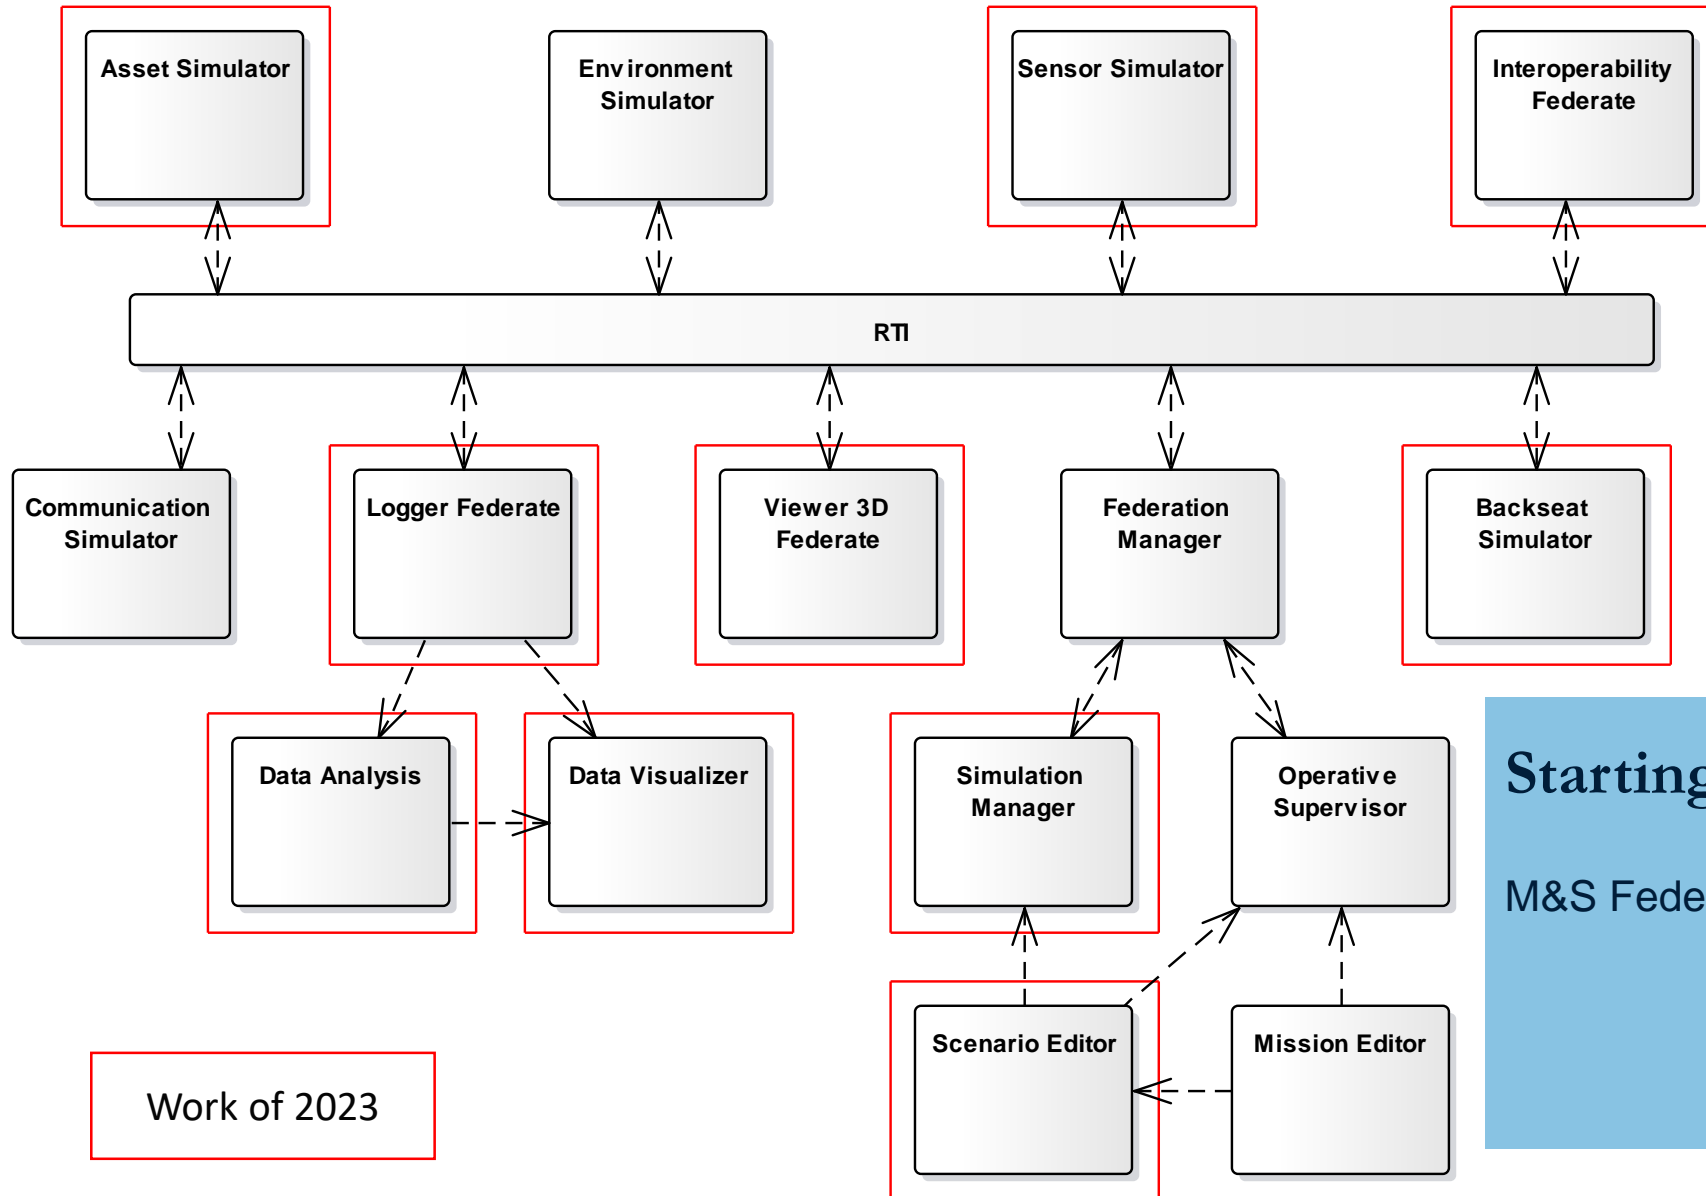 Asset Simulator
Environment
Simulator
Sensor Simulator
Interoperability
Federate
RTI
Communication
Simulator
Logger Federate
Viewer 3D
Federate
Federation
Manager
Backseat
Simulator
Data Analysis
Data Visualizer
Simulation
Manager
Operative
Supervisor
Starting
M&S Fede
Scenario Editor
Mission Editor
Work of 2023